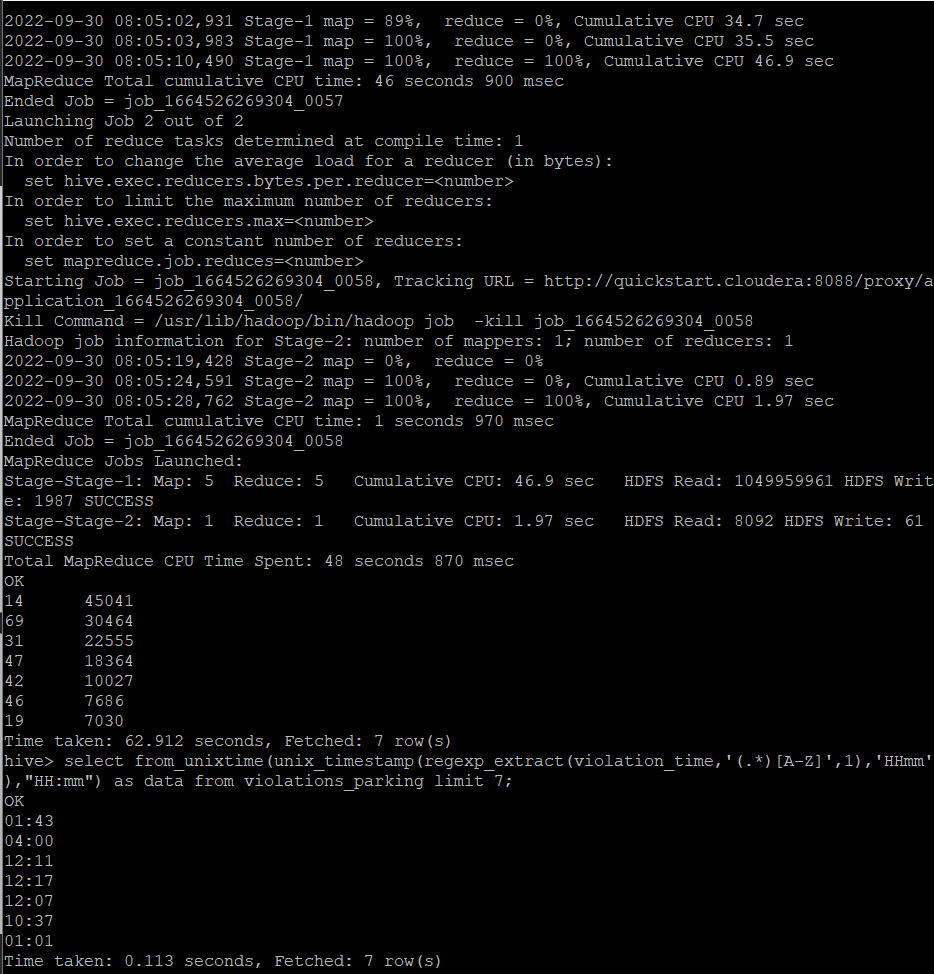 2022-09-30 08:05:02,931 Stage-1 map = 89%,  reduce = 0%, Cumulative CPU 34.7 sec
2022-09-30 08:05:03,983 Stage-1 map = 100%,  reduce = 0%, Cumulative CPU 35.5 sec
2022-09-30 08:05:10,490 Stage-1 map = 100%,  reduce = 100%, Cumulative CPU 46.9 sec
MapReduce Total cumulative CPU time: 46 seconds 900 msec
Ended Job = job_1664526269304_0057
Launching Job 2 out of 2
Number of reduce tasks determined at compile time: 1
In order to change the average load for a reducer (in bytes):
  set hive.exec.reducers.bytes.per.reducer=<number>
In order to limit the maximum number of reducers:
  set hive.exec.reducers.max=<number>
In order to set a constant number of reducers:
  set mapreduce.job.reduces=<number>
Starting Job = job_1664526269304_0058, Tracking URL = http://quickstart.cloudera:8088/proxy/a
pplication_1664526269304_0058/
Kill Command = /usr/lib/hadoop/bin/hadoop job  -kill job_1664526269304_0058
Hadoop job information for Stage-2: number of mappers: 1; number of reducers: 1
2022-09-30 08:05:19,428 Stage-2 map = 0%,  reduce = 0%
2022-09-30 08:05:24,591 Stage-2 map = 100%,  reduce = 0%, Cumulative CPU 0.89 sec
2022-09-30 08:05:28,762 Stage-2 map = 100%,  reduce = 100%, Cumulative CPU 1.97 sec
MapReduce Total cumulative CPU time: 1 seconds 970 msec
Ended Job = job_1664526269304_0058
MapReduce Jobs Launched:
Stage-Stage-1: Map: 5  Reduce: 5   Cumulative CPU: 46.9 sec   HDFS Read: 1049959961 HDFS Writ
e: 1987 SUCCESS
Stage-Stage-2: Map: 1  Reduce: 1   Cumulative CPU: 1.97 sec   HDFS Read: 8092 HDFS Write: 61
SUCCESS
Total MapReduce CPU Time Spent: 48 seconds 870 msec
OK
14      45041
69      30464
31      22555
47      18364
42      10027
46      7686
19      7030
Time taken: 62.912 seconds, Fetched: 7 row(s)
hive> select from_unixtime(unix_timestamp(regexp_extract(violation_time,'(.*)[A-Z]',1),'HHmm'
),"HH:mm") as data from violations_parking limit 7;
OK
01:43
04:00
12:11
12:17
12:07
10:37
01:01
Time taken: 0.113 seconds, Fetched: 7 row(s)